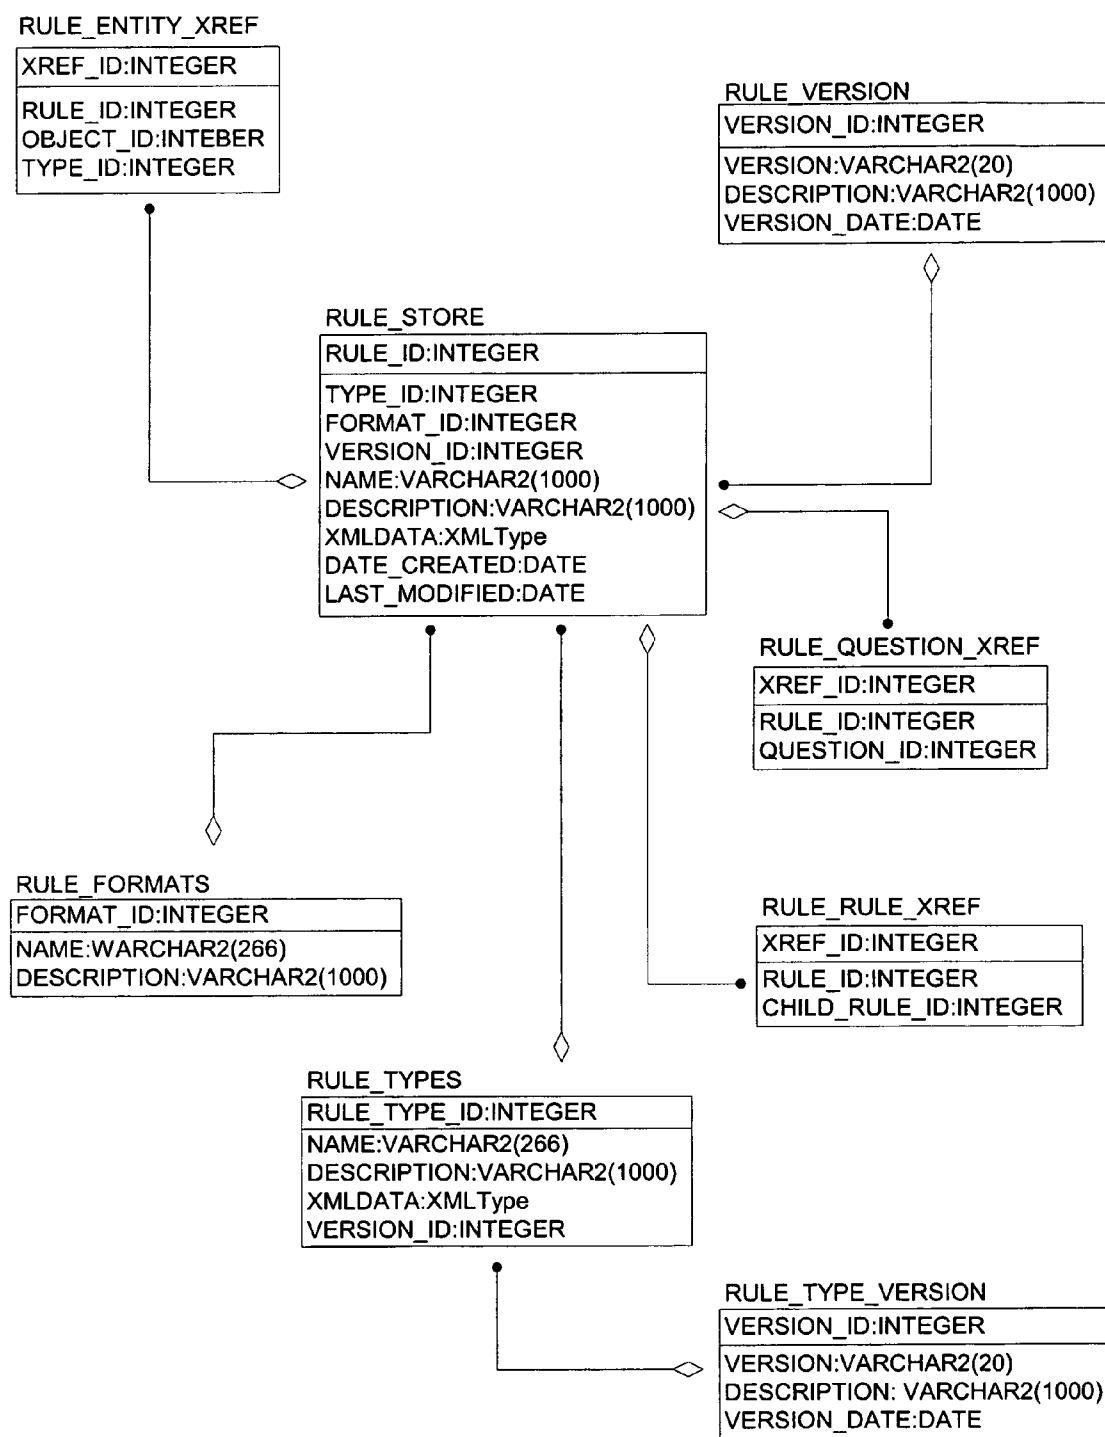 RULE_ENTITY_XREF
XREF_ID:INTEGER
RULE_ID:INTEGER
OBJECT_ID:INTEBER
TYPE_ID:INTEGER
RULE_VERSION
VERSION_ID:INTEGER
VERSION:VARCHAR2(20)
DESCRIPTION:VARCHAR2(1000)
VERSION_DATE:DATE
RULE_STORE
RULE_ID:INTEGER
TYPE_ID:INTEGER
FORMAT_ID:INTEGER
VERSION_ID:INTEGER
NAME:VARCHAR2(1000)
DESCRIPTION:VARCHAR2(1000)
XMLDATA:XMLType
DATE_CREATED:DATE
LAST_MODIFIED:DATE
RULE_QUESTION_XREF
XREF_ID:INTEGER
RULE_ID:INTEGER
QUESTION_ID:INTEGER
RULE_FORMATS
FORMAT_ID:INTEGER
NAME:WARCHAR2(266)
DESCRIPTION:VARCHAR2(1000)
RULE_RULE_XREF
XREF_ID:INTEGER
RULE_ID:INTEGER
CHILD_RULE_ID:INTEGER
RULE_TYPES
RULE_TYPE_ID:INTEGER
NAME:VARCHAR2(266)
DESCRIPTION:VARCHAR2(1000)
XMLDATA:XMLType
VERSION_ID:INTEGER
RULE_TYPE_VERSION
VERSION_ID:INTEGER
VERSION:VARCHAR2(20)
DESCRIPTION: VARCHAR2(1000)
VERSION_DATE:DATE